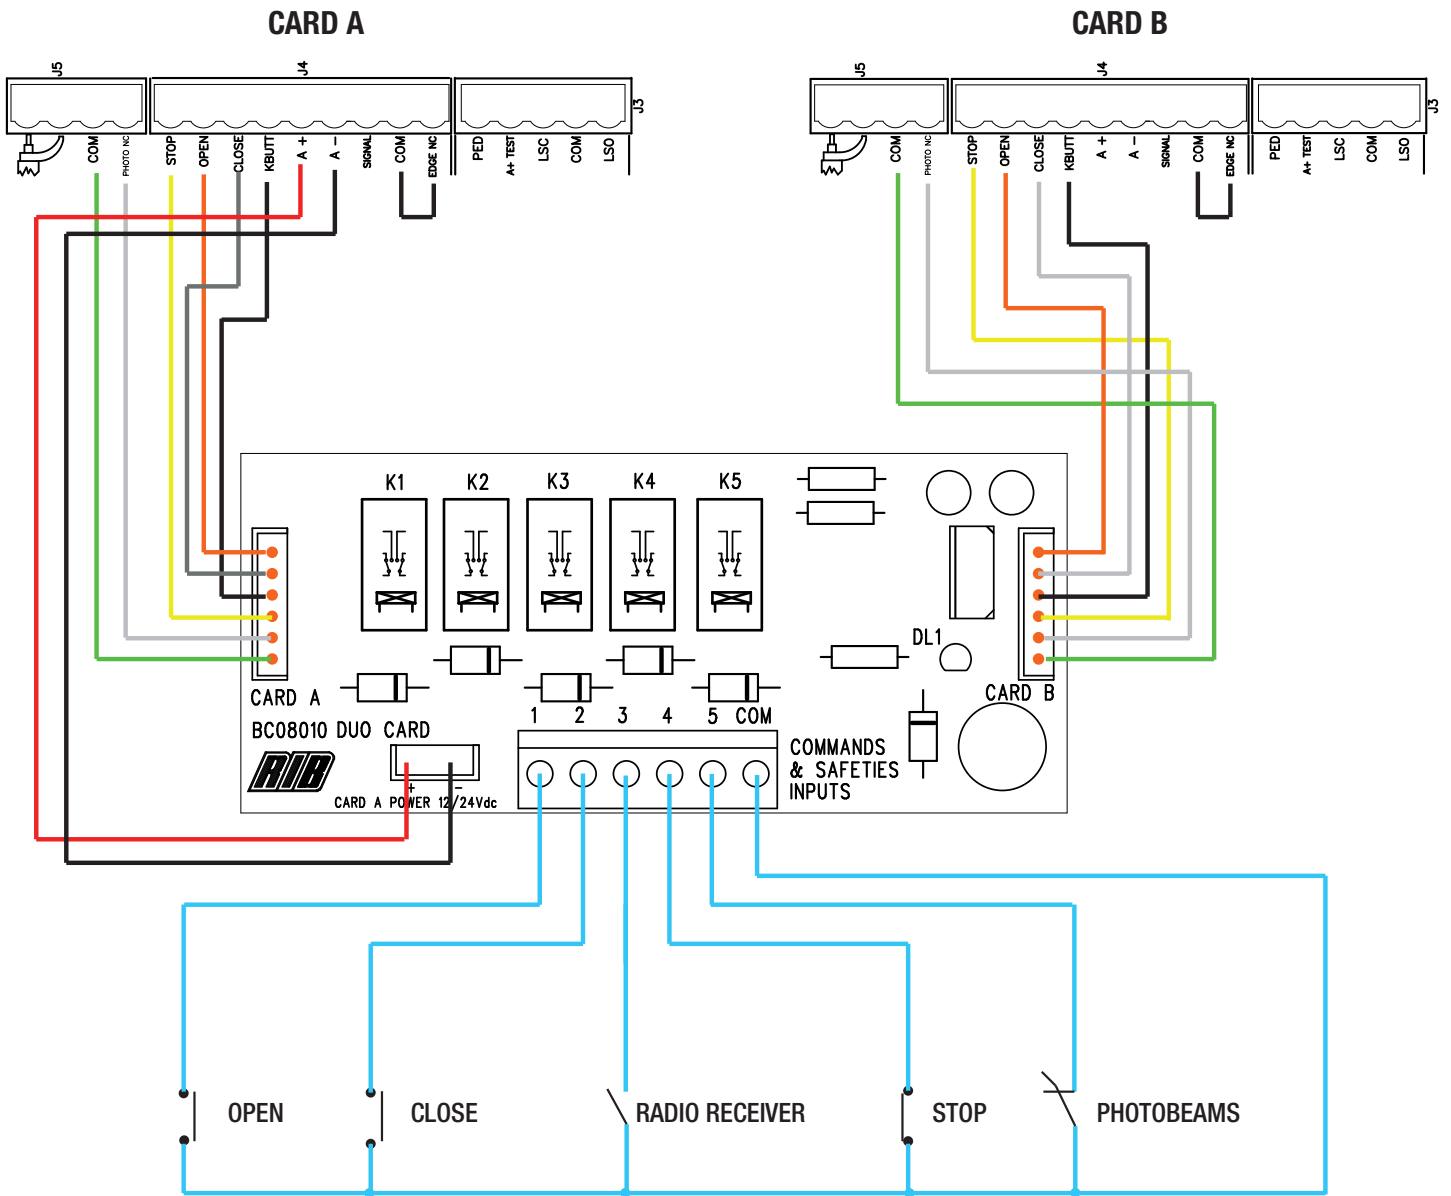 CARD A
CARD B
J5
J4
J3
J5
J4
J3
COM
PHOTO NC
STOP
OPEN
CLOSE
KBUTT
A +
A -
SIGNAL
COM
EDGE NC
PED
A+ TEST
LSC
COM
LSO
COM
PHOTO NC
STOP
OPEN
CLOSE
KBUTT
A +
A -
SIGNAL
COM
EDGE NC
PED
A+ TEST
LSC
COM
LSO
K1 K2 K3 K4 K5
DL1
CARD A
CARD B
BC08010 DUO CARD
1 2 3 4 5 COM
RIB
COMMANDS
& SAFETIES
INPUTS
+ -
CARD A POWER 12/24Vdc
OPEN
CLOSE
RADIO RECEIVER
STOP
PHOTOBEAMS